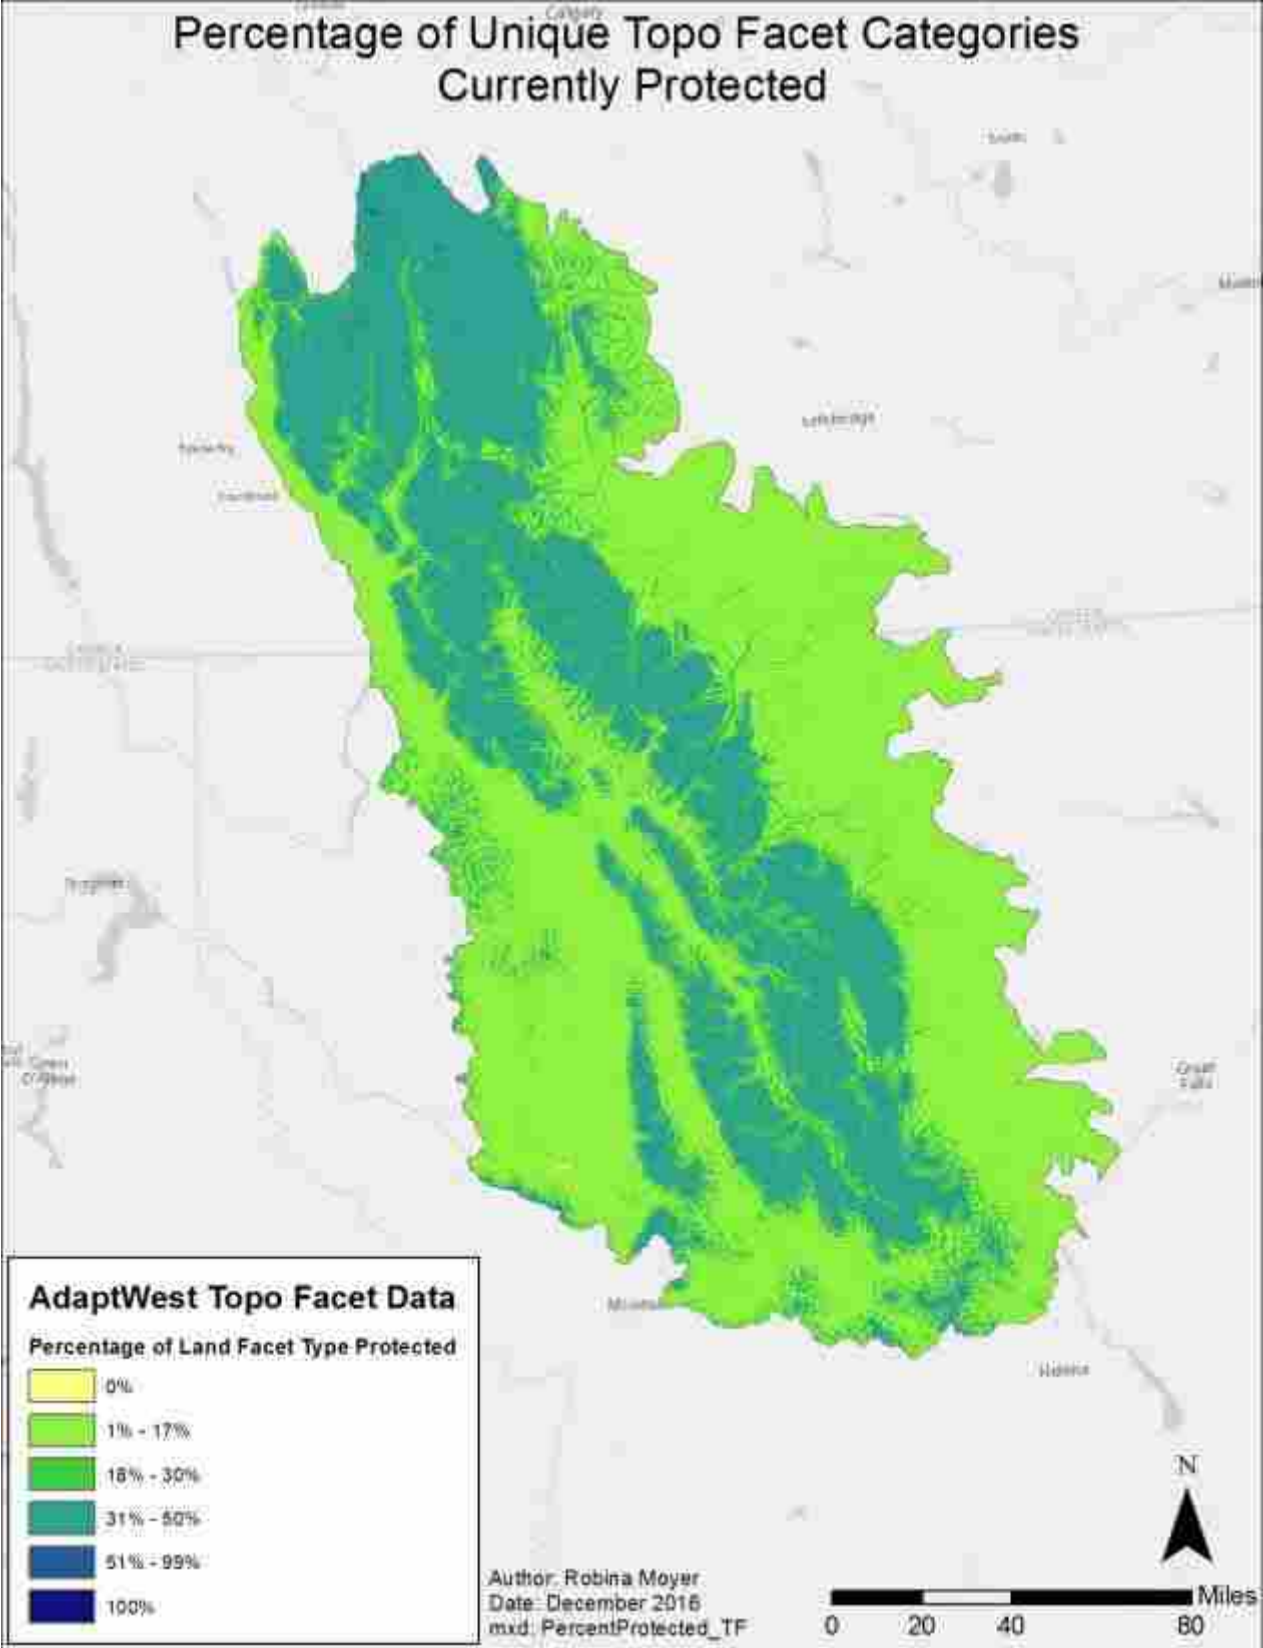 Calgary
Percentage of Unique Topo Facet Categories
Currently Protected
Lethbridge
Great
Falls
Helena
AdaptWest Topo Facet Data
Percentage of Land Facet Type Protected
0%
1% - 17%
18% - 30%
31% - 50%
51% - 99%
100%
N
Author: Robina Moyer
Date: December 2016
mxd: PercentProtected_TF
Miles
0 20 40 80